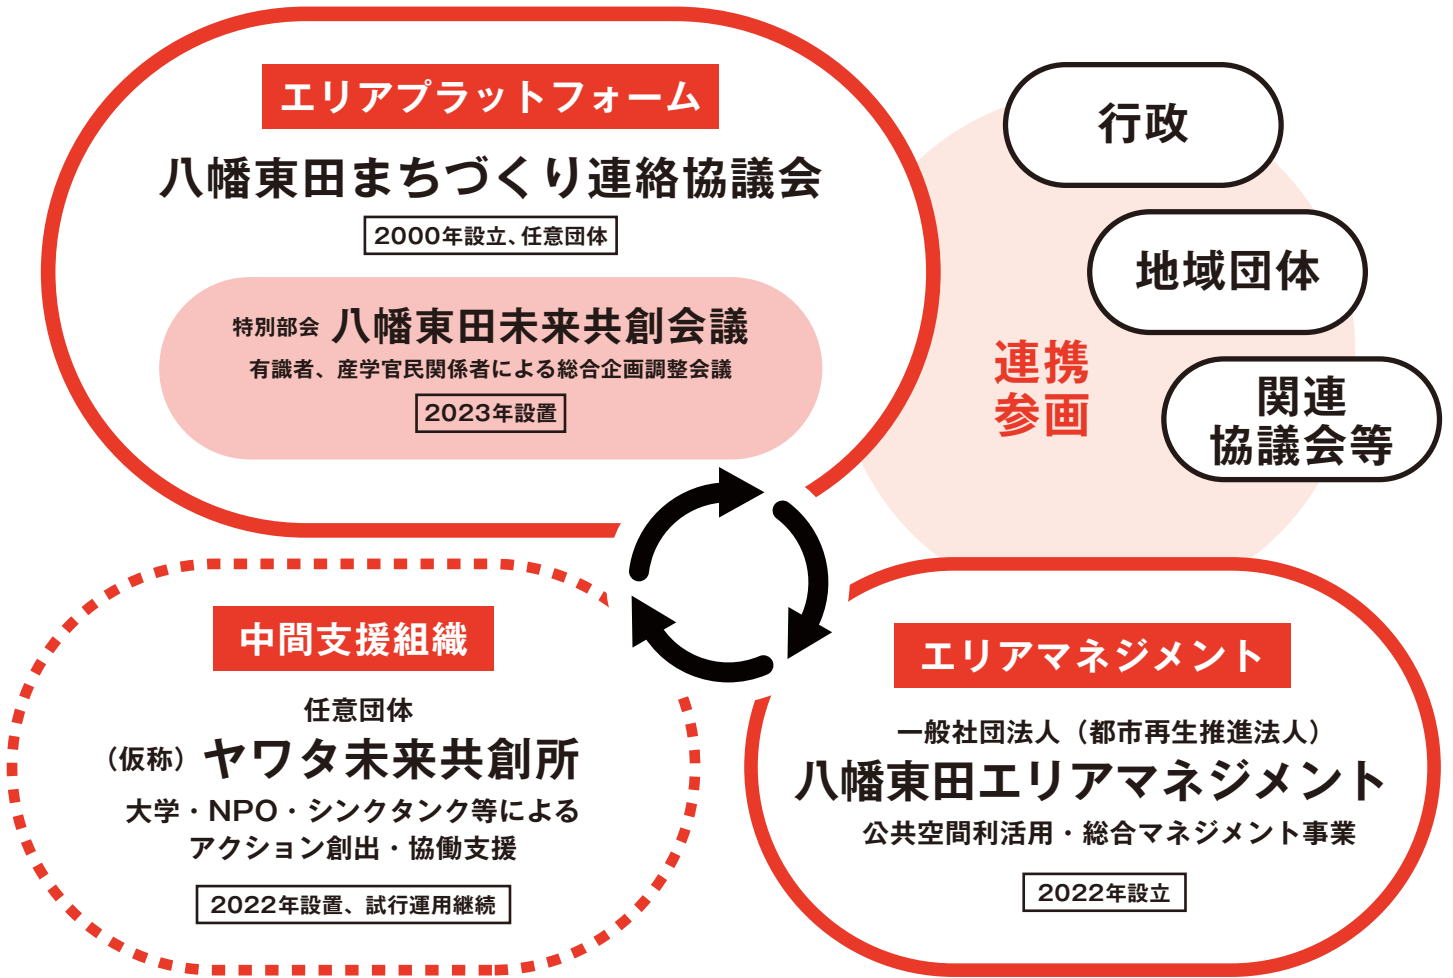 エリアプラットフォーム
八幡東田まちづくり連絡協議会
2000年設立、任意団体
特別部会 八幡東田未来共創会議
有識者、産学官民関係者による総合企画調整会議
2023年設置
行政
地域団体
関連
協議会等
連携
参画
中間支援組織
任意団体
（仮称）ヤワタ未来共創所
大学・NPO・シンクタンク等による
アクション創出・協働支援
2022年設置、試行運用継続
エリアマネジメント
一般社団法人（都市再生推進法人）
八幡東田エリアマネジメント
公共空間利活用・総合マネジメント事業
2022年設立